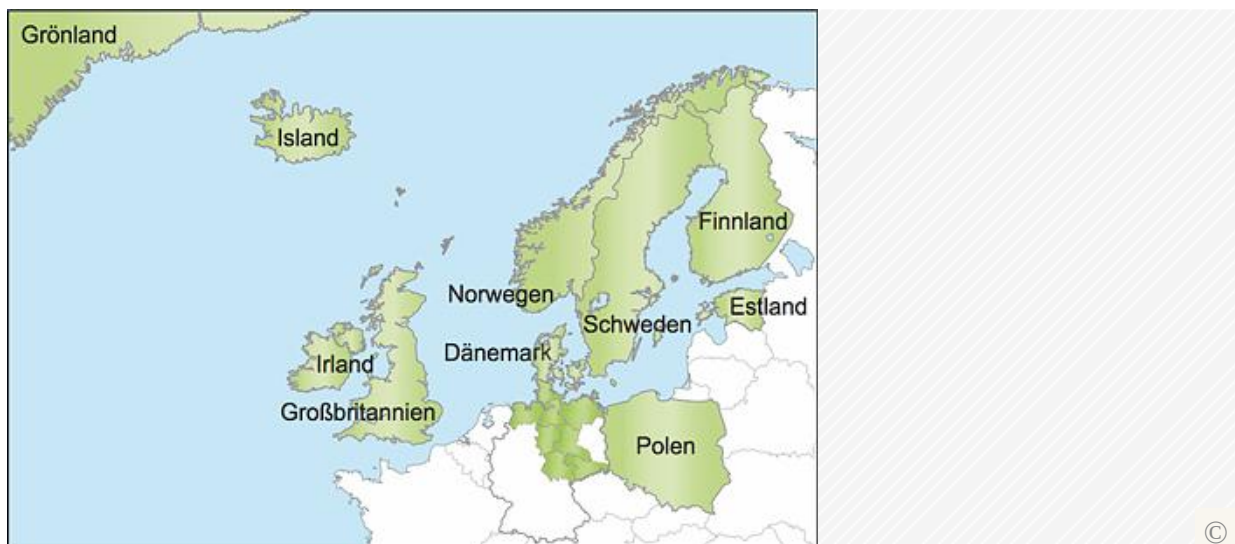 Grönland
Island
Finnland
Norwegen
Estland
Schweden
Dänemark
Irland
Großbritannien
Polen
©